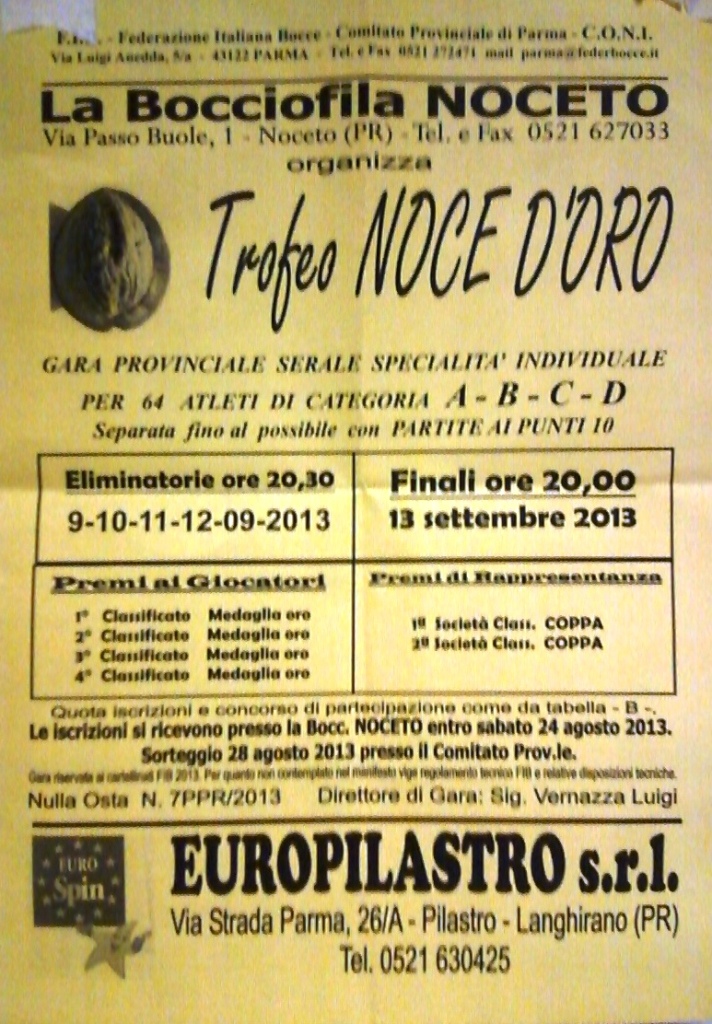 Federazione Italiana Bocce - Comitato Provinciale di Parma - C.O.N.I.
Via Luigi Anedda, 5/a - 43122 PARMA - Tel. e Fax 0521 272471 mail parma@federbocce.it
La Bocciofila NOCETO
Via Passo Buole, 1 - Noceto (PR) - Tel. e Fax 0521 627033
organizza
Trofeo NOCE D'ORO
GARA PROVINCIALE SERALE SPECIALITA' INDIVIDUALE
PER 64 ATLETI DI CATEGORIA A - B - C - D
Separata fino al possibile con PARTITE AI PUNTI 10
Eliminatorie ore 20,30
9-10-11-12-09-2013
Finali ore 20,00
13 settembre 2013
Premi ai Giocatori
1° Classificato Medaglia oro
2° Classificato Medaglia oro
3° Classificato Medaglia oro
4° Classificato Medaglia oro
Premi di Rappresentanza
1ª Società Class. COPPA
2ª Società Class. COPPA
Quota iscrizioni e concorso di partecipazione come da tabella - B -.
Le iscrizioni si ricevono presso la Bocc. NOCETO entro sabato 24 agosto 2013.
Sorteggio 28 agosto 2013 presso il Comitato Prov.le.
Gara riservata ai cartellinati FIB 2013. Per quanto non contemplato nel manifesto vige regolamento tecnico FIB e relative disposizioni tecniche.
Nulla Osta N. 7PPR/2013 Direttore di Gara: Sig. Vernazza Luigi
EURO
Spin
EUROPILASTRO s.r.l.
Via Strada Parma, 26/A - Pilastro - Langhirano (PR)
Tel. 0521 630425